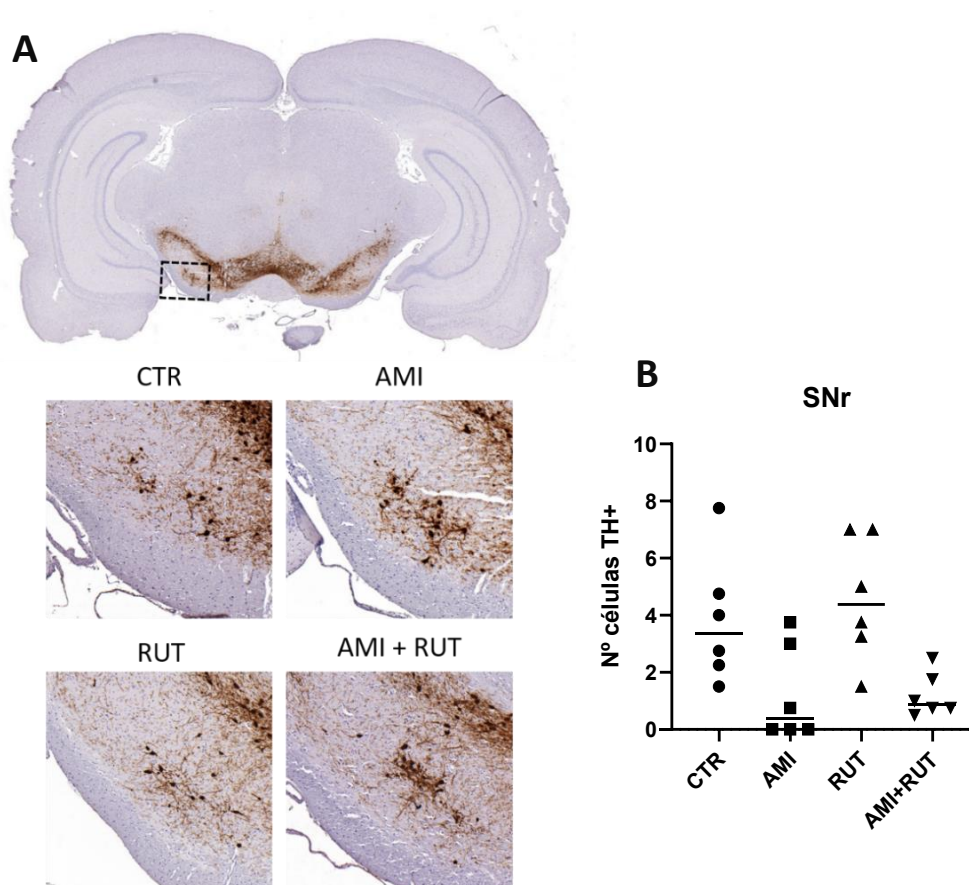 A
CTR
AMI
RUT
AMI + RUT
B
SNr
Nº células TH+
10
8
6
4
2
0
CTR
AMI
RUT
AMI+RUT